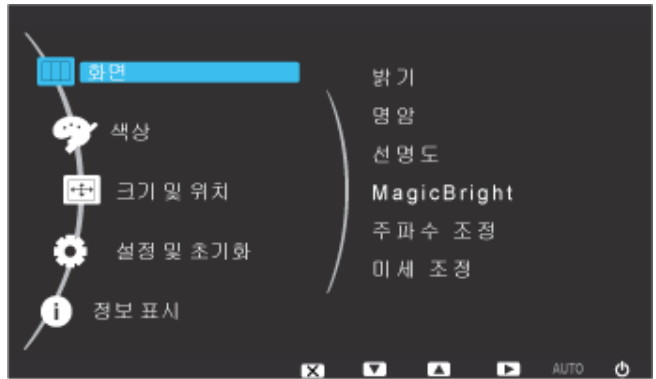 화면
색상
크기 및 위치
설정 및 초기화
정보 표시
밝기
명암
선명도
MagicBright
주파수 조정
미세 조정
AUTO